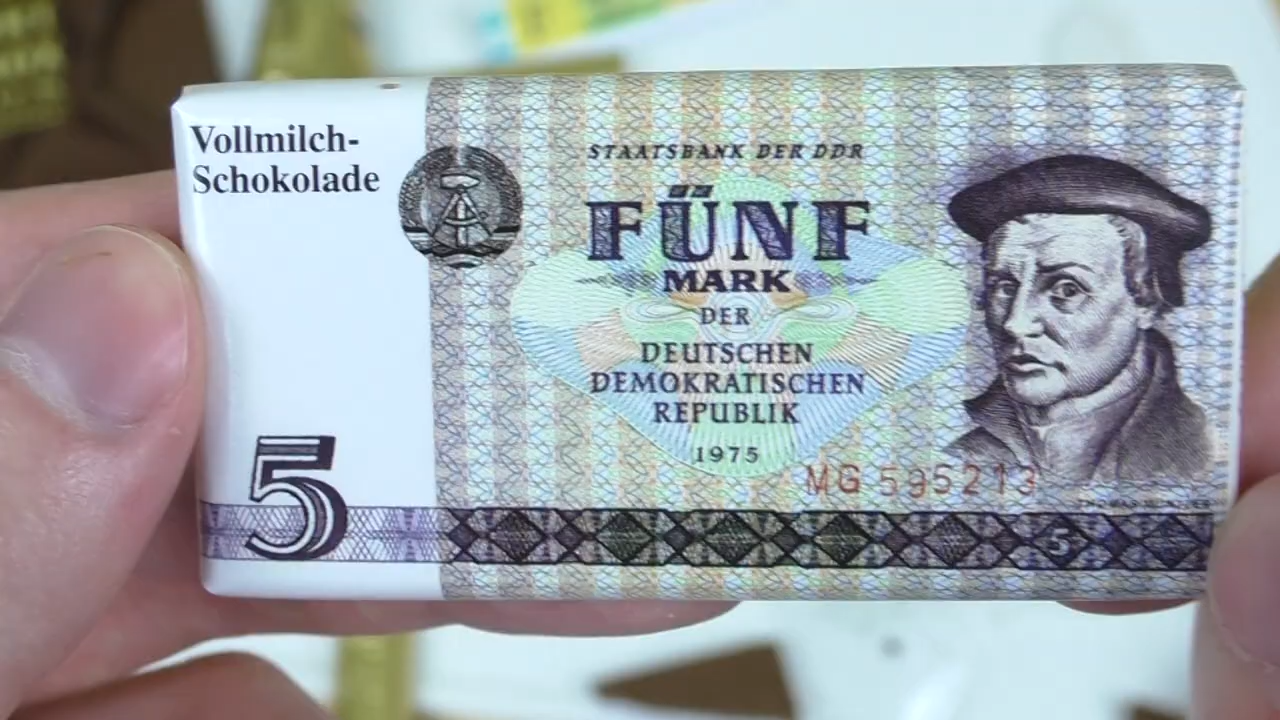 Vollmilch-
Schokolade
STAATSBANK DER DDR
FÜNF
MARK
DER
DEUTSCHEN
DEMOKRATISCHEN
REPUBLIK
1975
MG 595213
5
5